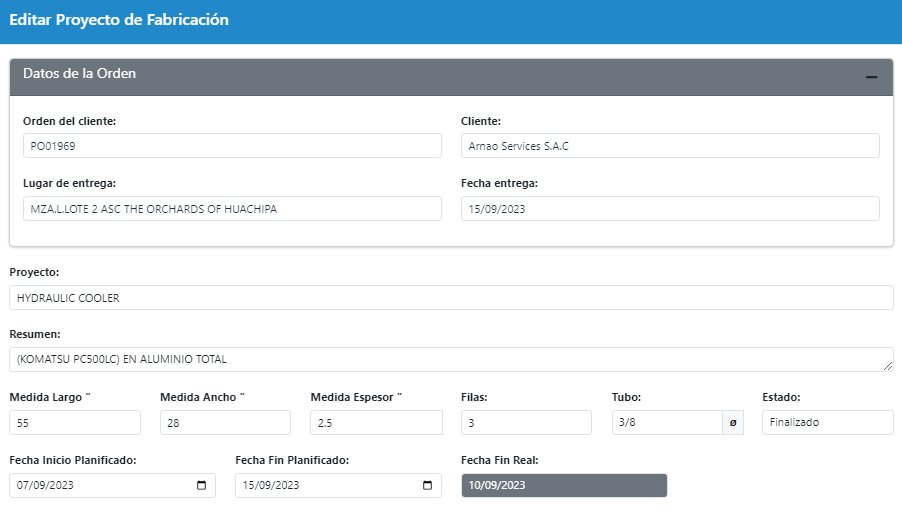 Editar Proyecto de Fabricación
Datos de la Orden
Orden del cliente: Cliente:
PO01969 Arnao Services S.A.C
Lugar de entrega: Fecha entrega:
MZA.L.LOTE 2 ASC THE ORCHARDS OF HUACHIPA 15/09/2023
Proyecto:
HYDRAULIC COOLER
Resumen:
(KOMATSU PC500LC) EN ALUMINIO TOTAL
Medida Largo " Medida Ancho " Medida Espesor " Filas: Tubo: Estado:
55 28 2.5 3 3/8 ø Finalizado
Fecha Inicio Planificado: Fecha Fin Planificado: Fecha Fin Real:
07/09/2023 15/09/2023 10/09/2023